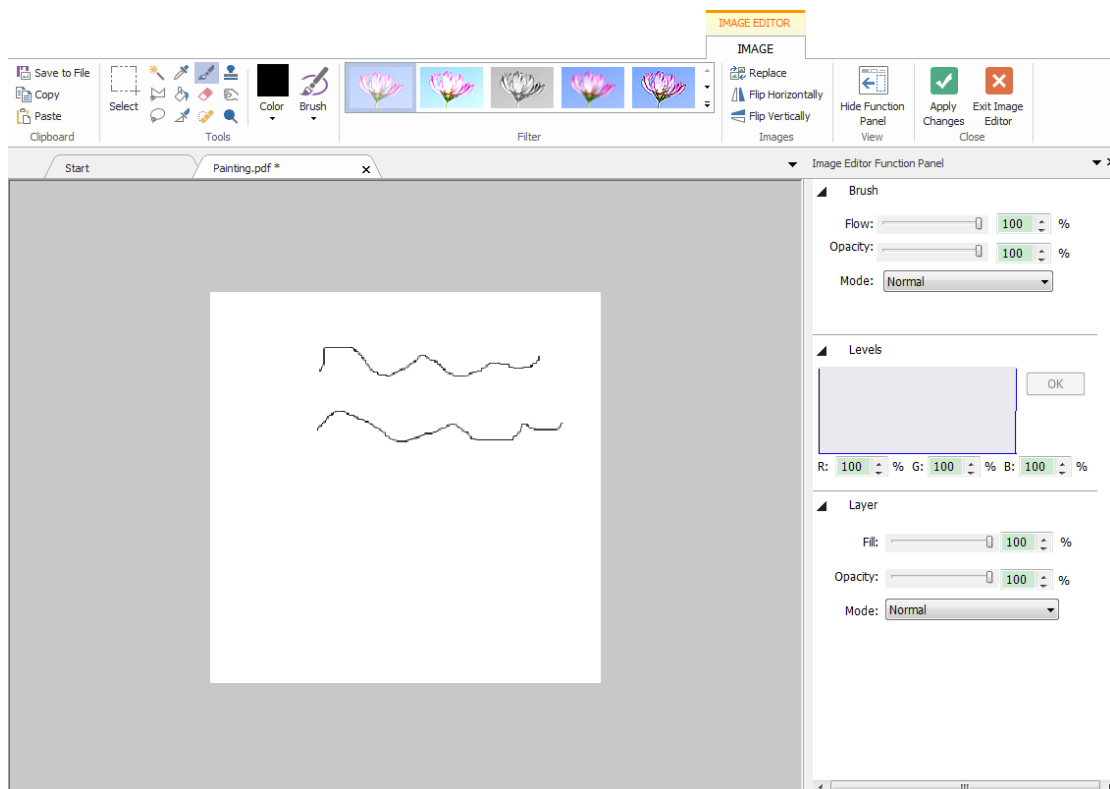 IMAGE EDITOR
IMAGE
Save to File
Copy
Paste
Clipboard
Select
Tools
Color
Brush
Filter
Replace
Flip Horizontally
Flip Vertically
Images
Hide Function
Panel
View
Apply
Changes
Exit Image
Editor
Close
Start
Painting.pdf *
x
Image Editor Function Panel
Brush
Flow: 100 %
Opacity: 100 %
Mode: Normal
Levels
OK
R: 100 % G: 100 % B: 100 %
Layer
Fill: 100 %
Opacity: 100 %
Mode: Normal